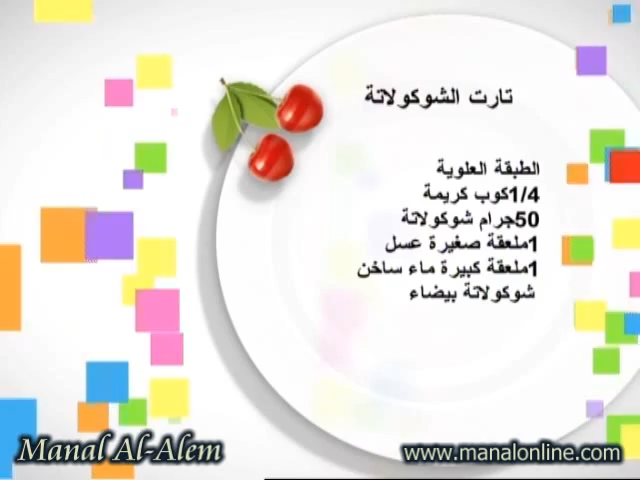 تارت الشوكولاتة
الطبقة العلوية
1/4كوب كريمة
50جرام شوكولاتة
1ملعقة صغيرة عسل
1ملعقة كبيرة ماء ساخن
شوكولاتة بيضاء
Manal Al-Alem
www.manalonline.com